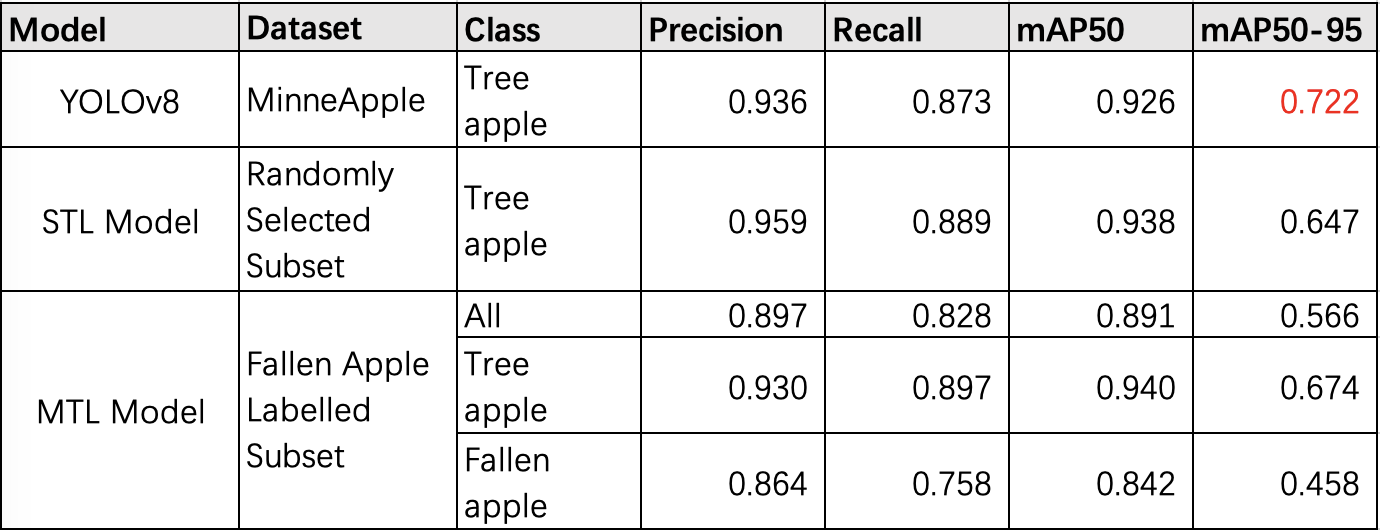 Model Dataset Class Precision Recall mAP50 mAP50-95
YOLOv8 MinneApple Tree apple 0.936 0.873 0.926 0.722
STL Model Randomly Selected Subset Tree apple 0.959 0.889 0.938 0.647
MTL Model Fallen Apple Labelled Subset All 0.897 0.828 0.891 0.566
Tree apple 0.930 0.897 0.940 0.674
Fallen apple 0.864 0.758 0.842 0.458